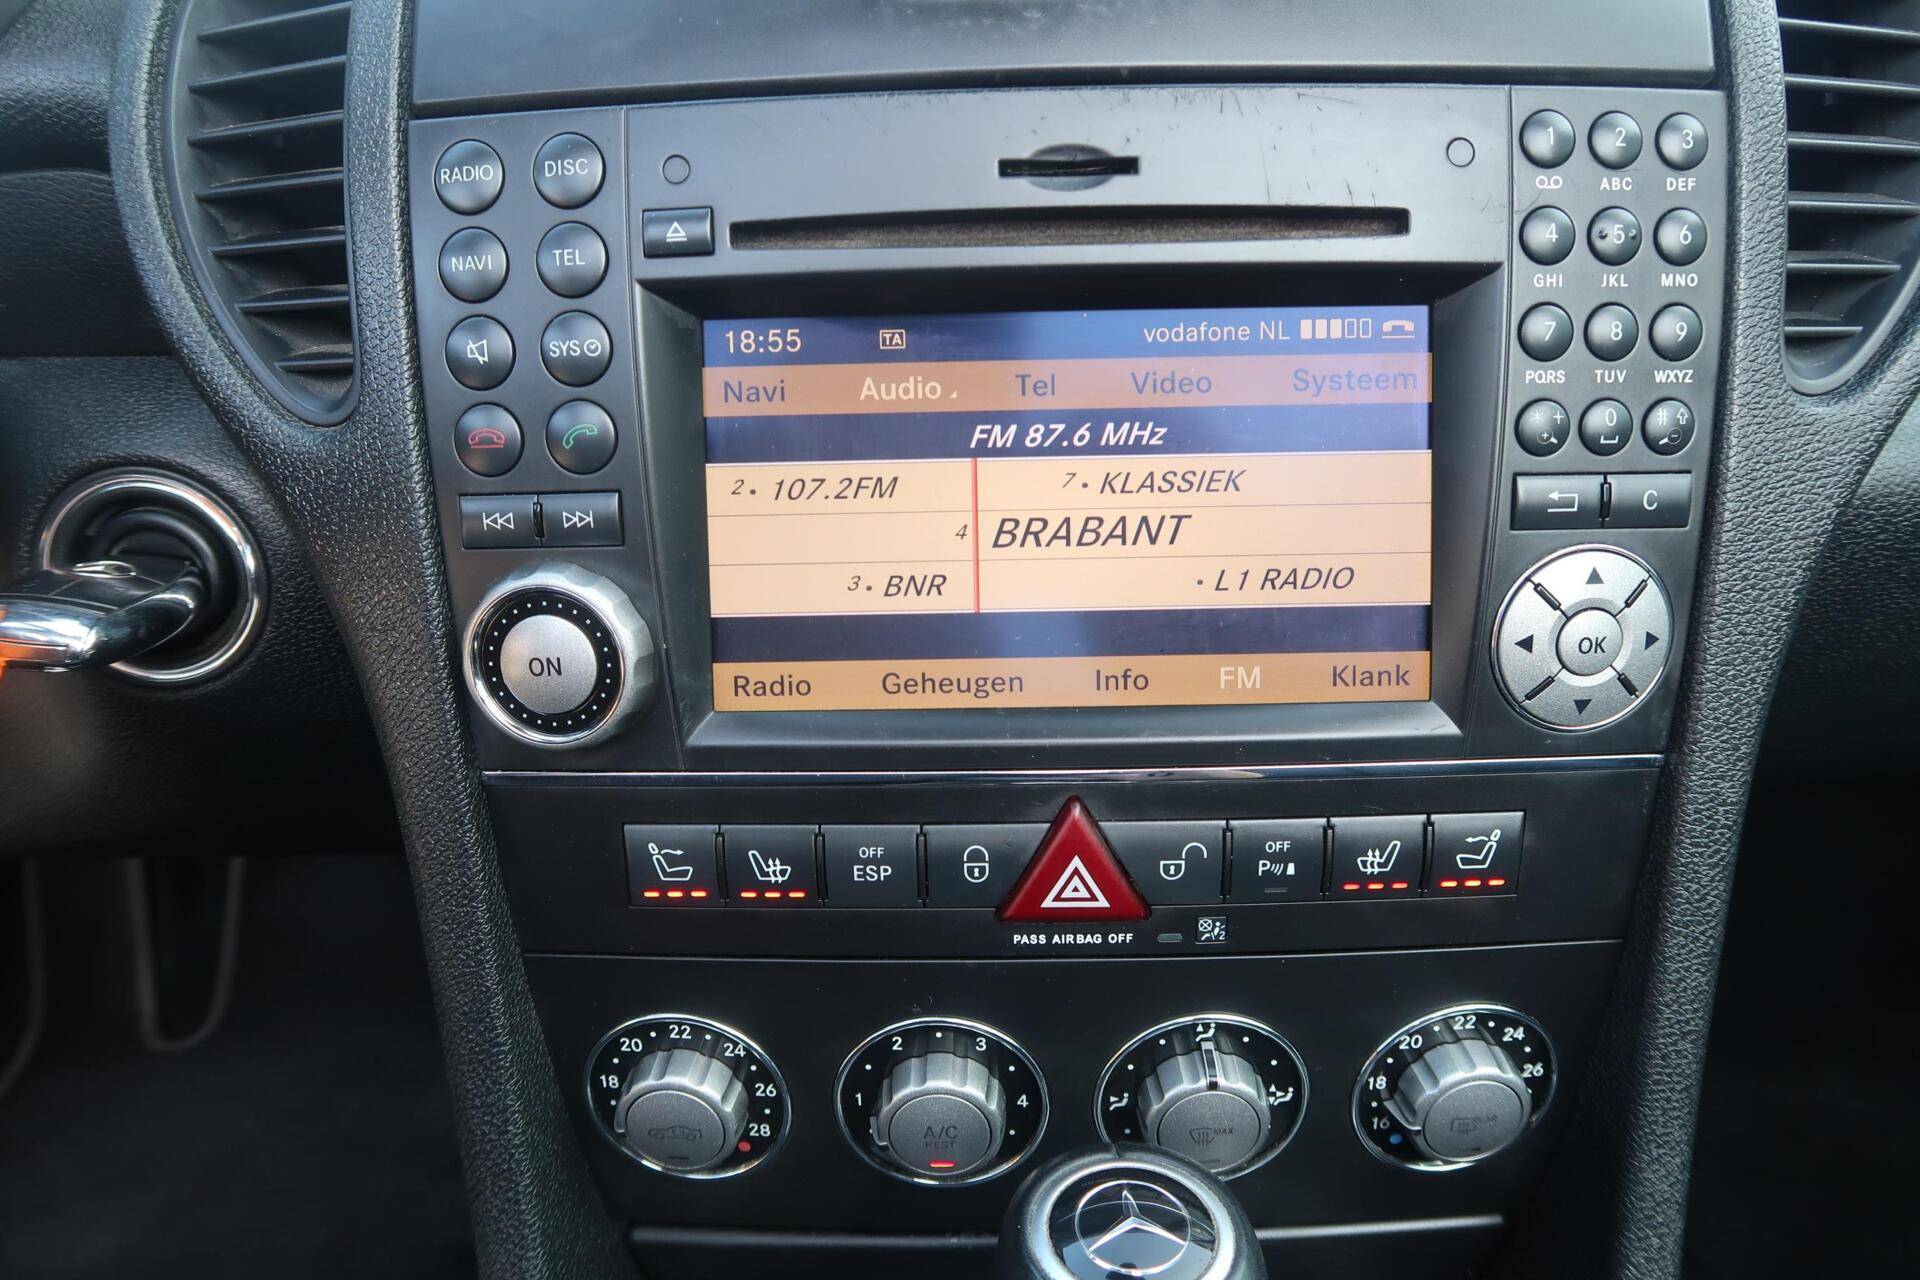 RADIO DISC
NAVI TEL
SYS
ON
18:55 TA vodafone NL
Navi Audio Tel Video Systeem
FM 87.6 MHz
2 • 107.2FM 7 • KLASSIEK
4 BRABANT
3 • BNR • L1 RADIO
Radio Geheugen Info FM Klank
1 2 3
ABC DEF
4 5 6
GHI JKL MNO
7 8 9
PQRS TUV WXYZ
* + 0 #
C
OK
OFF
ESP
OFF
P
PASS AIRBAG OFF
2
18 20 22 24 26 28
1 2 3 4
A/C
REST
MAX
16 18 20 22 24 26